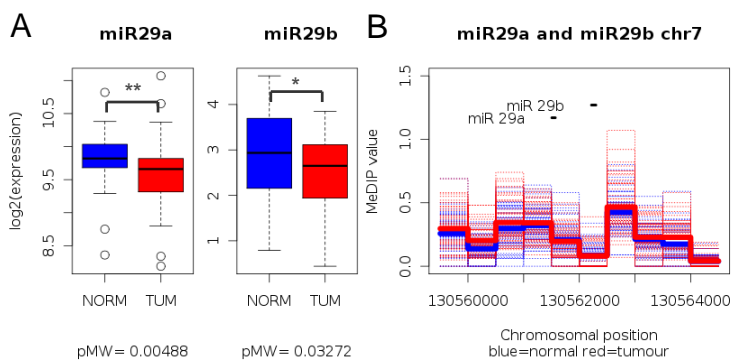 A
miR29a
miR29b
log2(expression)
10.5
9.5
8.5
**
NORM
TUM
pMW= 0.00488
4
3
2
1
*
NORM
TUM
pMW= 0.03272
B
miR29a and miR29b chr7
MeDIP value
1.5
1.0
0.5
0.0
miR 29b
miR 29a
130560000
130562000
130564000
Chromosomal position
blue=normal red=tumour